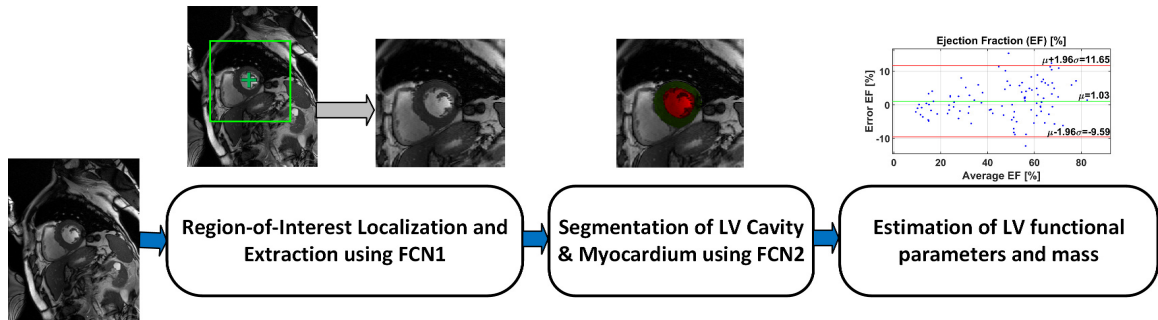 Ejection Fraction (EF) [%]
μ+1.96σ=11.65
μ=1.03
μ-1.96σ=-9.59
Error EF [%]
10
0
-10
0 20 40 60 80
Average EF [%]
Region-of-Interest Localization and
Extraction using FCN1
Segmentation of LV Cavity
& Myocardium using FCN2
Estimation of LV functional
parameters and mass